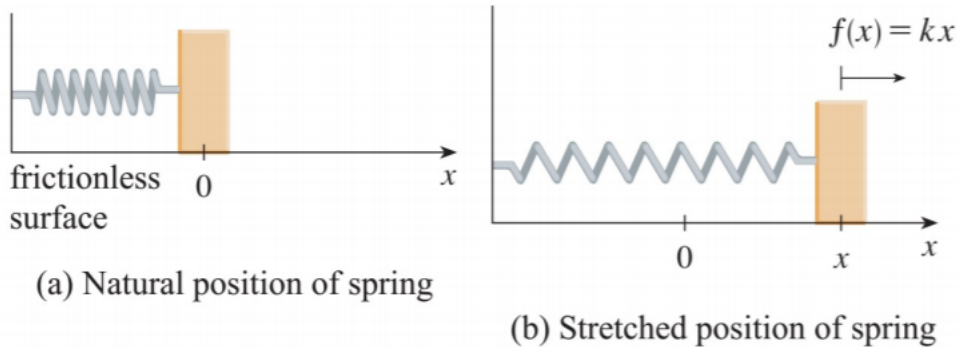 0
x
frictionless
surface
(a) Natural position of spring
f(x) = kx
0
x
x
(b) Stretched position of spring